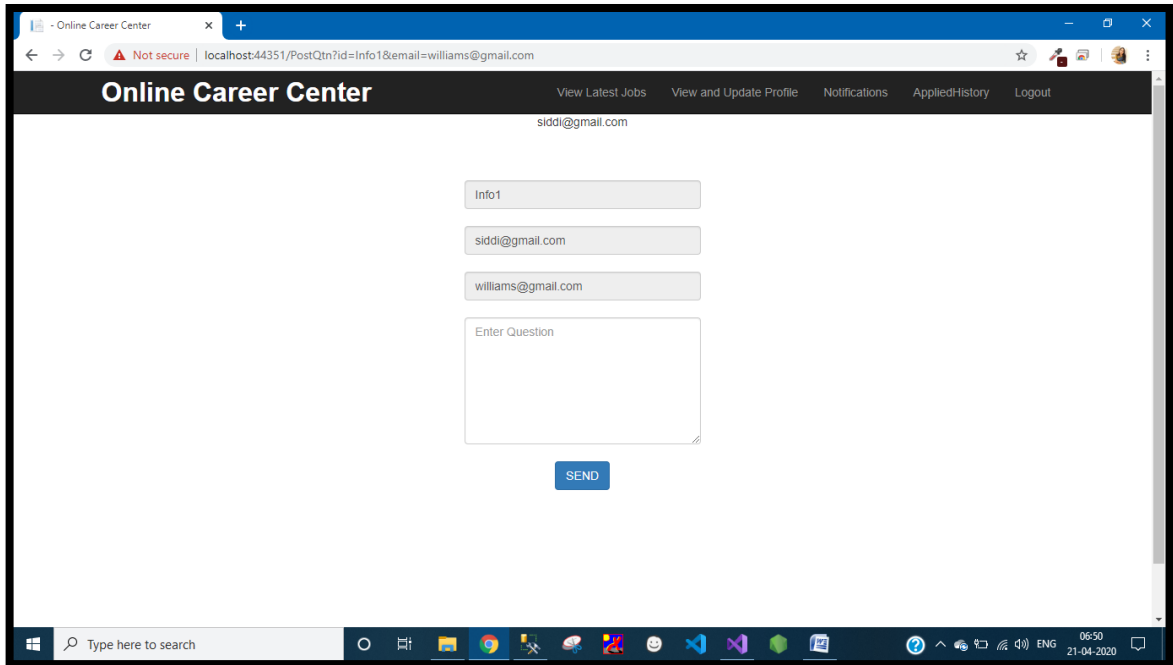 - Online Career Center
Not secure | localhost:44351/PostQtn?id=Info1&email=williams@gmail.com
Online Career Center View Latest Jobs View and Update Profile Notifications AppliedHistory Logout
siddi@gmail.com
Info1
siddi@gmail.com
williams@gmail.com
Enter Question
SEND
Type here to search ENG 06:50
21-04-2020